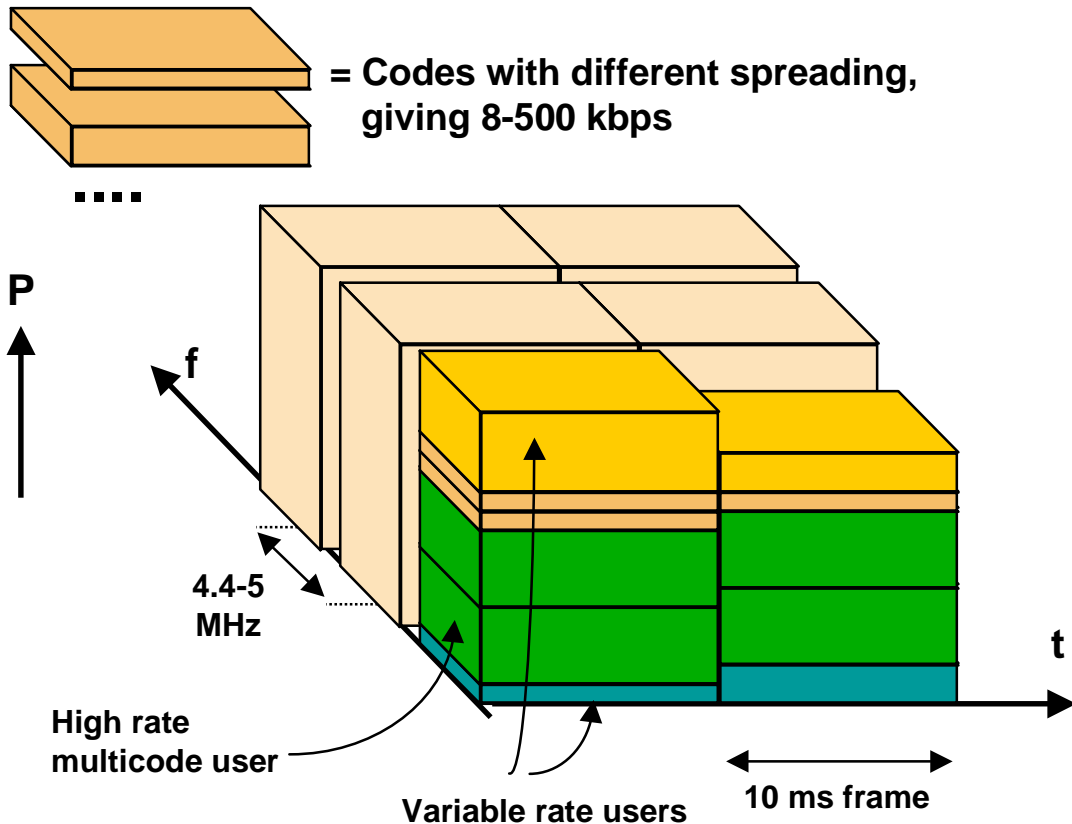 = Codes with different spreading,
giving 8-500 kbps
P
f
4.4-5
MHz
t
High rate
multicode user
Variable rate users
10 ms frame